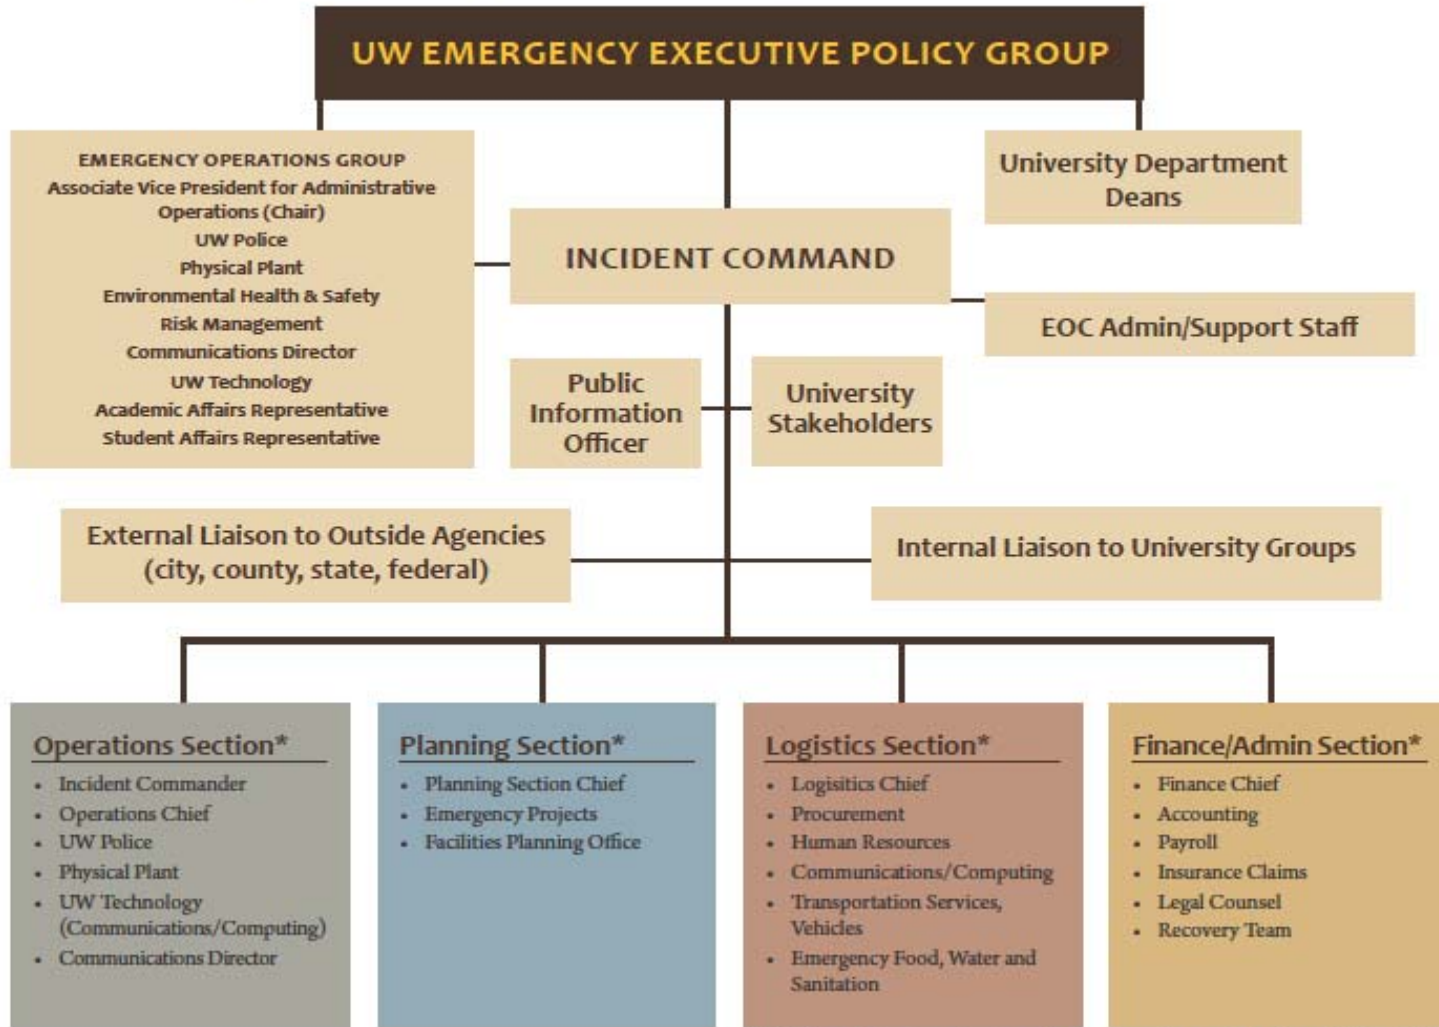 UW EMERGENCY EXECUTIVE POLICY GROUP
EMERGENCY OPERATIONS GROUP
Associate Vice President for Administrative
Operations (Chair)
UW Police
Physical Plant
Environmental Health & Safety
Risk Management
Communications Director
UW Technology
Academic Affairs Representative
Student Affairs Representative
University Department
Deans
INCIDENT COMMAND
EOC Admin/Support Staff
Public
Information
Officer
University
Stakeholders
External Liaison to Outside Agencies
(city, county, state, federal)
Internal Liaison to University Groups
Operations Section*
• Incident Commander
• Operations Chief
• UW Police
• Physical Plant
• UW Technology
(Communications/Computing)
• Communications Director
Planning Section*
• Planning Section Chief
• Emergency Projects
• Facilities Planning Office
Logistics Section*
• Logisitics Chief
• Procurement
• Human Resources
• Communications/Computing
• Transportation Services,
Vehicles
• Emergency Food, Water and
Sanitation
Finance/Admin Section*
• Finance Chief
• Accounting
• Payroll
• Insurance Claims
• Legal Counsel
• Recovery Team